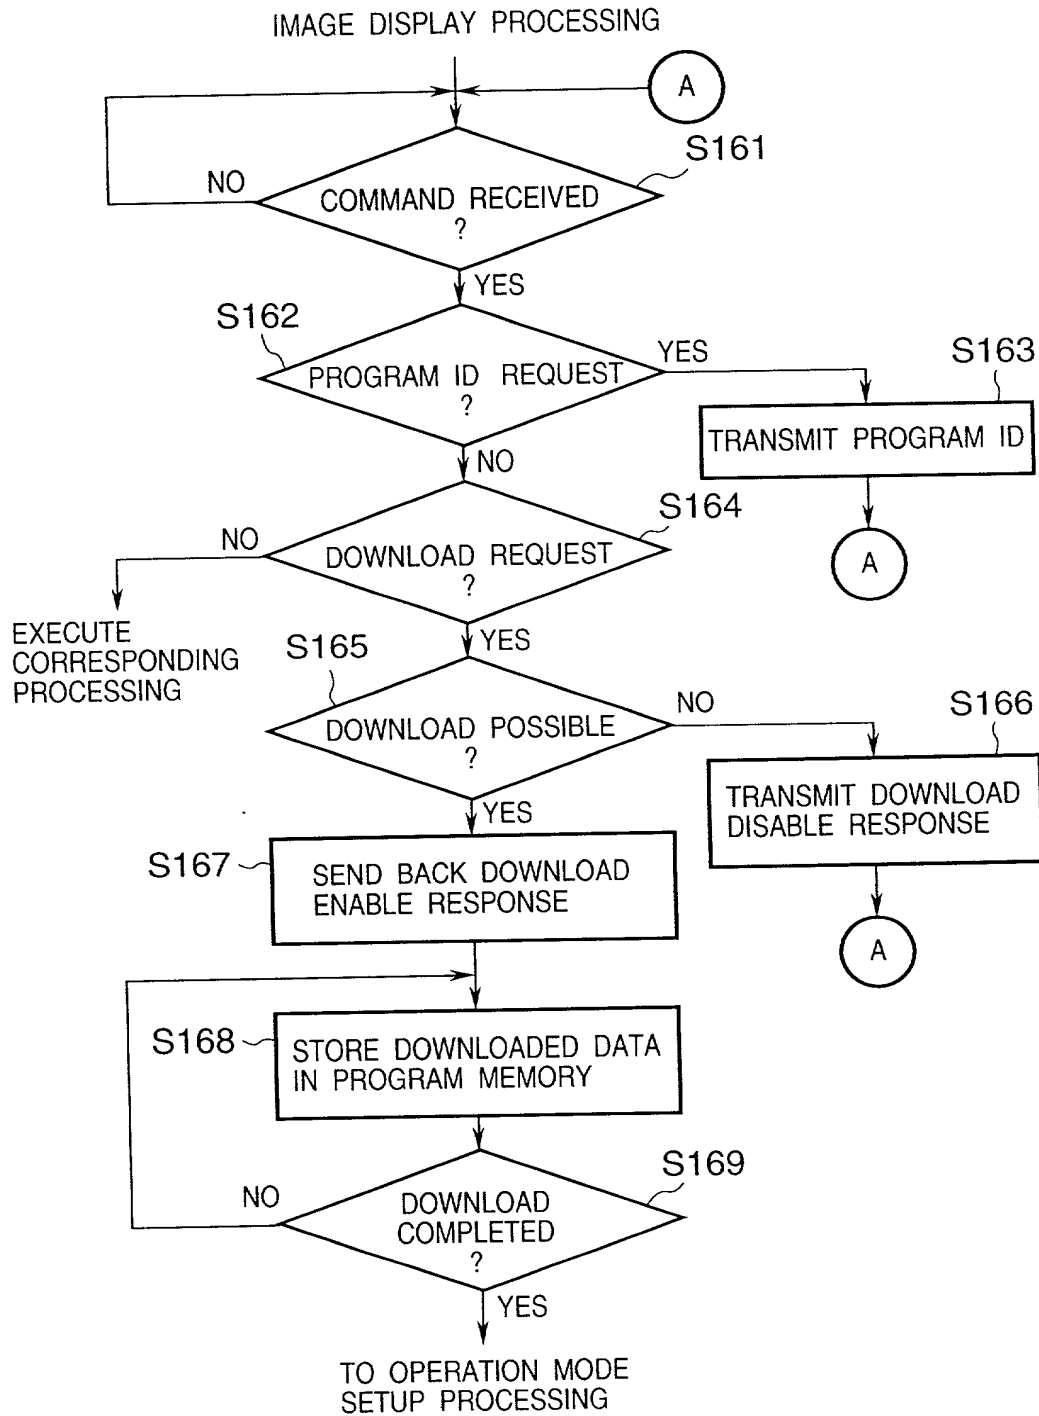 IMAGE DISPLAY PROCESSING
A
S161
NO
COMMAND RECEIVED
?
YES
S162
PROGRAM ID REQUEST
?
YES
S163
TRANSMIT PROGRAM ID
A
NO
S164
NO
DOWNLOAD REQUEST
?
EXECUTE
CORRESPONDING
PROCESSING
YES
S165
DOWNLOAD POSSIBLE
?
NO
S166
TRANSMIT DOWNLOAD
DISABLE RESPONSE
A
YES
S167
SEND BACK DOWNLOAD
ENABLE RESPONSE
S168
STORE DOWNLOADED DATA
IN PROGRAM MEMORY
S169
NO
DOWNLOAD
COMPLETED
?
YES
TO OPERATION MODE
SETUP PROCESSING